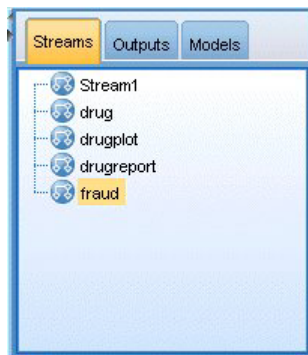 Streams Outputs Models
Stream1
drug
drugplot
drugreport
fraud